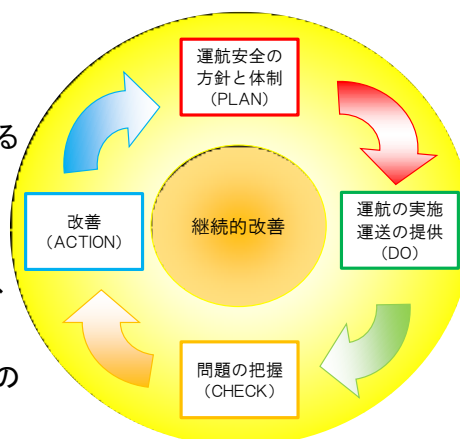 運航安全の
方針と体制
(PLAN)
る
改善
(ACTION)
継続的改善
運航の実施
運送の提供
(DO)
、
問題の把握
(CHECK)
の